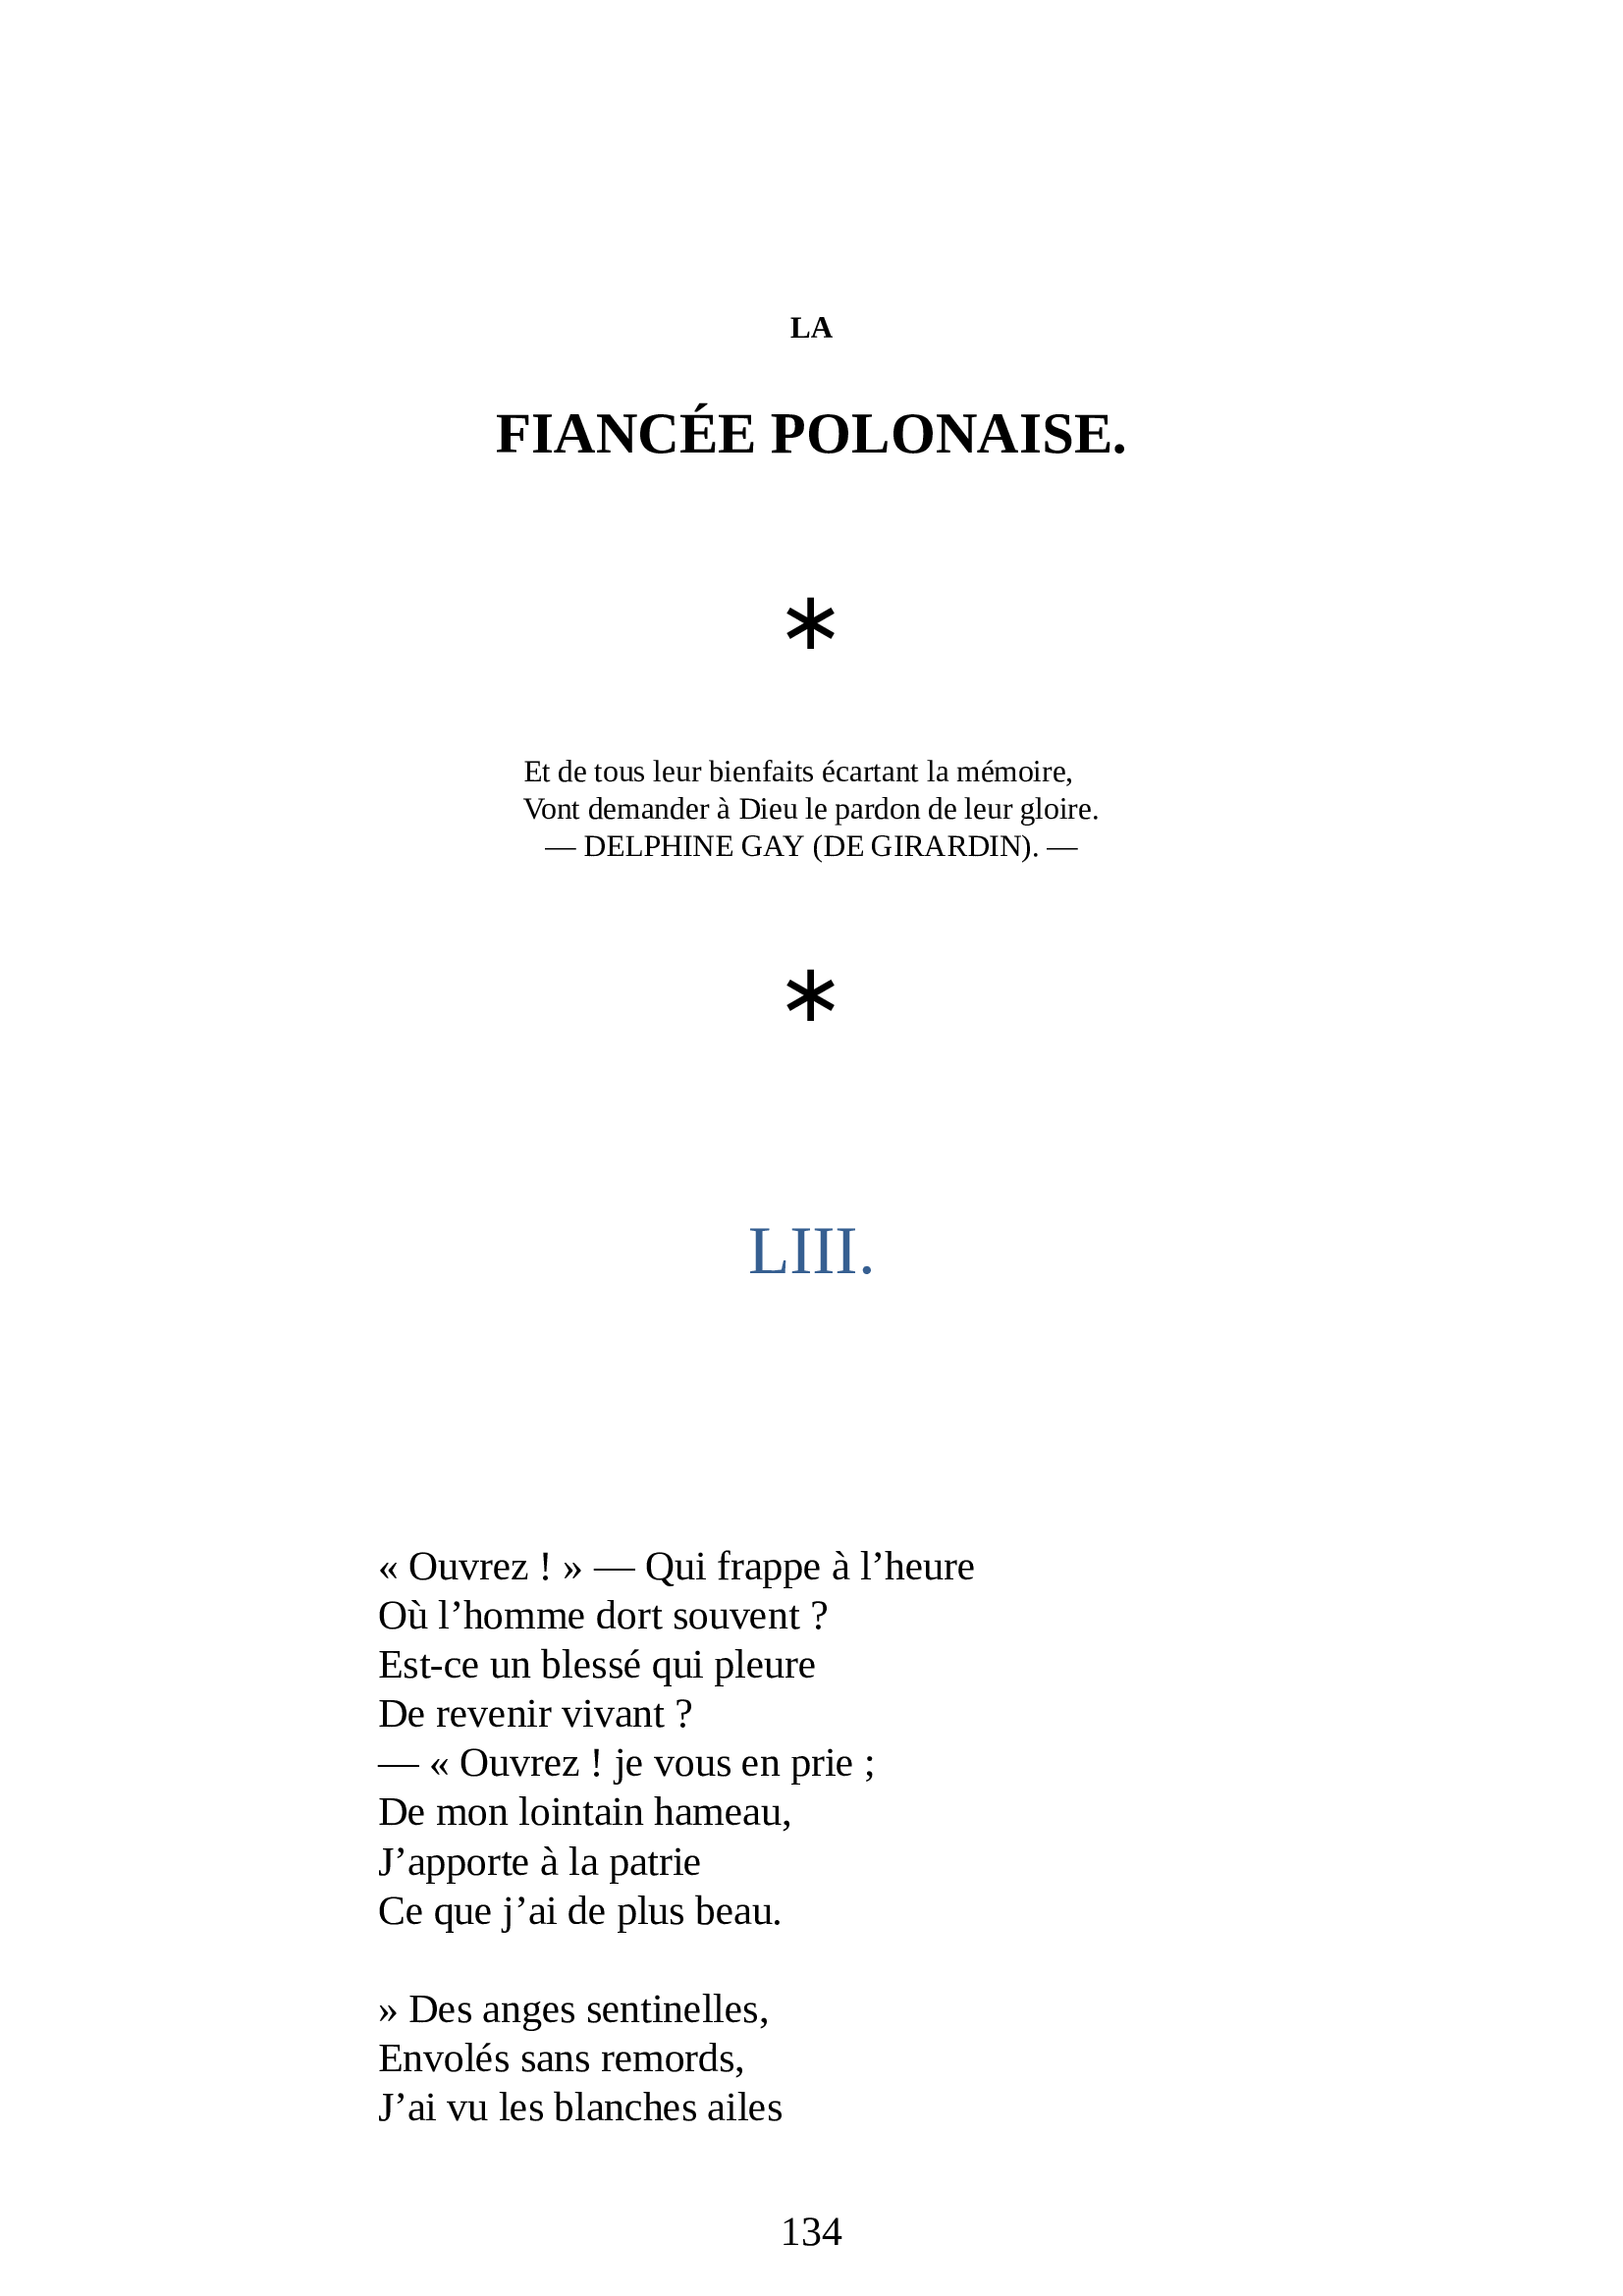 LA
FIANCÉE POLONAISE.
*
Et de tous leur bienfaits écartant la mémoire,
Vont demander à Dieu le pardon de leur gloire.
— DELPHINE GAY (DE GIRARDIN). —
*
LIII.
« Ouvrez ! » — Qui frappe à l’heure
Où l’homme dort souvent ?
Est-ce un blessé qui pleure
De revenir vivant ?
— « Ouvrez ! je vous en prie ;
De mon lointain hameau,
J’apporte à la patrie
Ce que j’ai de plus beau.
» Des anges sentinelles,
Envolés sans remords,
J’ai vu les blanches ailes
134